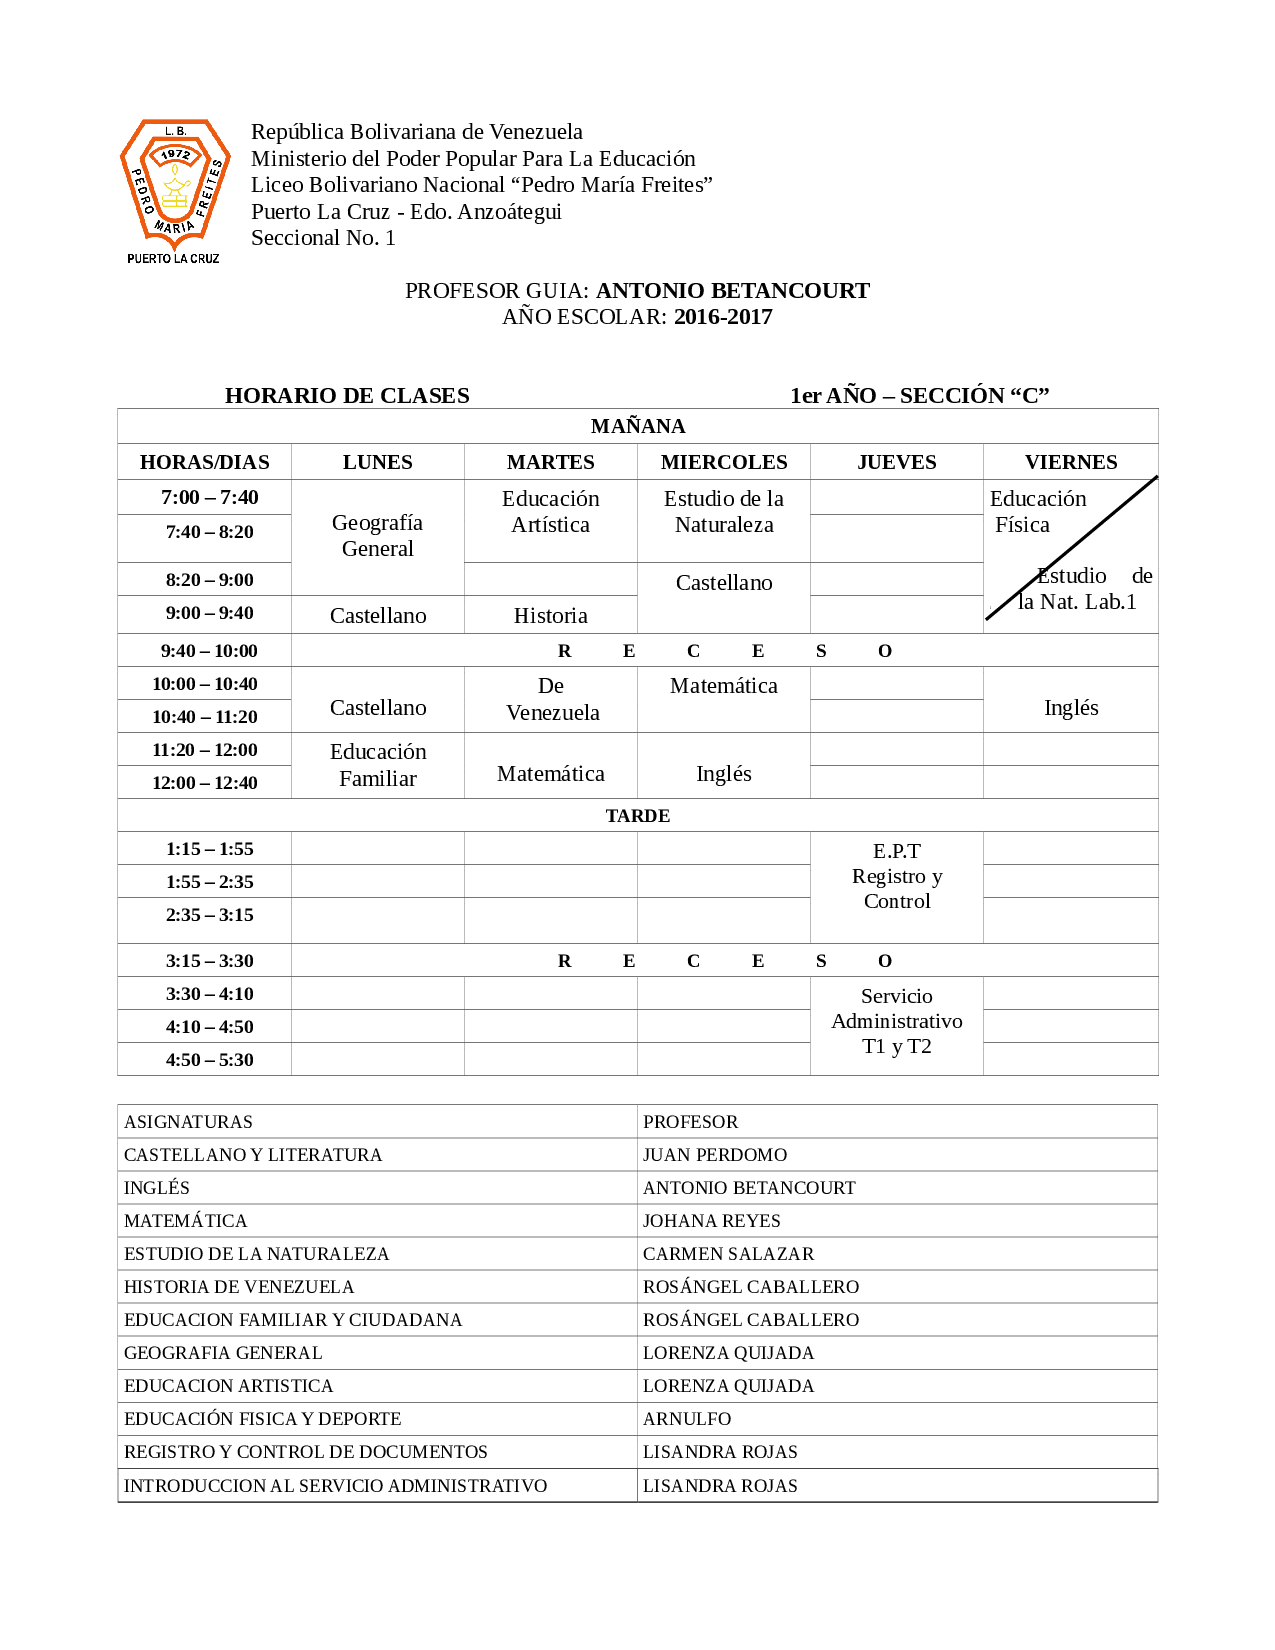 L. B.
1972
PEDRO MARIA FREITES
PUERTO LA CRUZ
República Bolivariana de Venezuela
Ministerio del Poder Popular Para La Educación
Liceo Bolivariano Nacional “Pedro María Freites”
Puerto La Cruz - Edo. Anzoátegui
Seccional No. 1
PROFESOR GUIA: ANTONIO BETANCOURT
AÑO ESCOLAR: 2016-2017
HORARIO DE CLASES 1er AÑO – SECCIÓN “C”
MAÑANA
HORAS/DIAS LUNES MARTES MIERCOLES JUEVES VIERNES
7:00 – 7:40 Educación Estudio de la Educación
Geografía Artística Naturaleza Física
7:40 – 8:20
General
8:20 – 9:00 Castellano Estudio de
9:00 – 9:40 Castellano Historia la Nat. Lab.1
9:40 – 10:00 R E C E S O
10:00 – 10:40 De Matemática
10:40 – 11:20 Castellano Venezuela Inglés
11:20 – 12:00 Educación
12:00 – 12:40 Familiar Matemática Inglés
TARDE
1:15 – 1:55 E.P.T
1:55 – 2:35 Registro y
2:35 – 3:15 Control
3:15 – 3:30 R E C E S O
3:30 – 4:10 Servicio
4:10 – 4:50 Administrativo
4:50 – 5:30 T1 y T2
ASIGNATURAS PROFESOR
CASTELLANO Y LITERATURA JUAN PERDOMO
INGLÉS ANTONIO BETANCOURT
MATEMÁTICA JOHANA REYES
ESTUDIO DE LA NATURALEZA CARMEN SALAZAR
HISTORIA DE VENEZUELA ROSÁNGEL CABALLERO
EDUCACION FAMILIAR Y CIUDADANA ROSÁNGEL CABALLERO
GEOGRAFIA GENERAL LORENZA QUIJADA
EDUCACION ARTISTICA LORENZA QUIJADA
EDUCACIÓN FISICA Y DEPORTE ARNULFO
REGISTRO Y CONTROL DE DOCUMENTOS LISANDRA ROJAS
INTRODUCCION AL SERVICIO ADMINISTRATIVO LISANDRA ROJAS